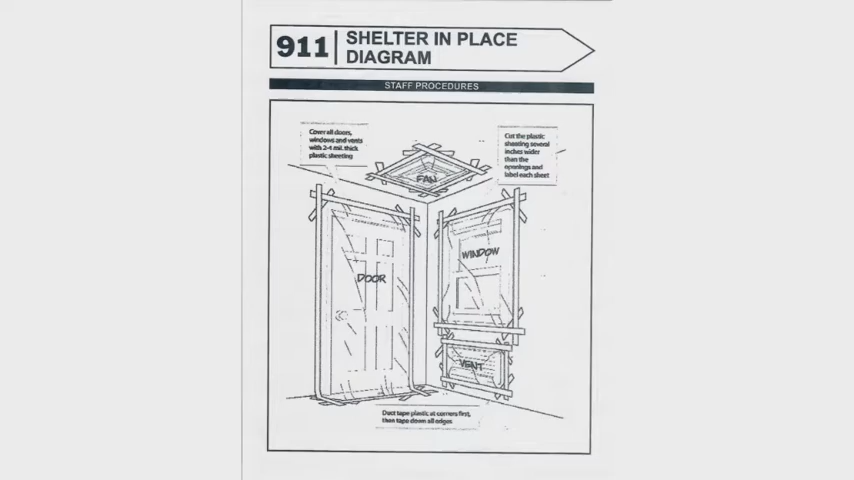 911
SHELTER IN PLACE
DIAGRAM
STAFF PROCEDURES
Cover all doors,
windows and vents
with 2-4 mil. thick
plastic sheeting
Cut the plastic
sheeting several
inches wider
than the
openings and
label each sheet
FAN
WINDOW
DOOR
VENT
Duct tape plastic at corners first,
then tape down all edges